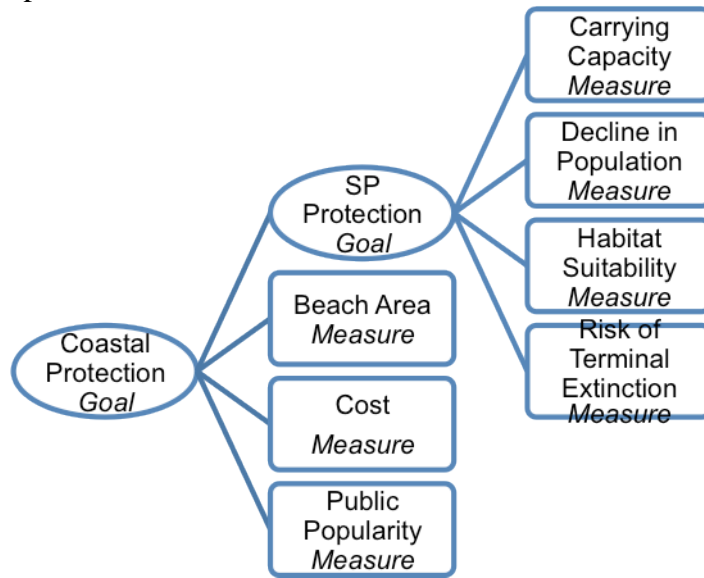 Carrying
Capacity
Measure
Decline in
Population
Measure
SP
Protection
Goal
Habitat
Suitability
Measure
Beach Area
Measure
Risk of
Terminal
Extinction
Measure
Coastal
Protection
Goal
Cost
Measure
Public
Popularity
Measure